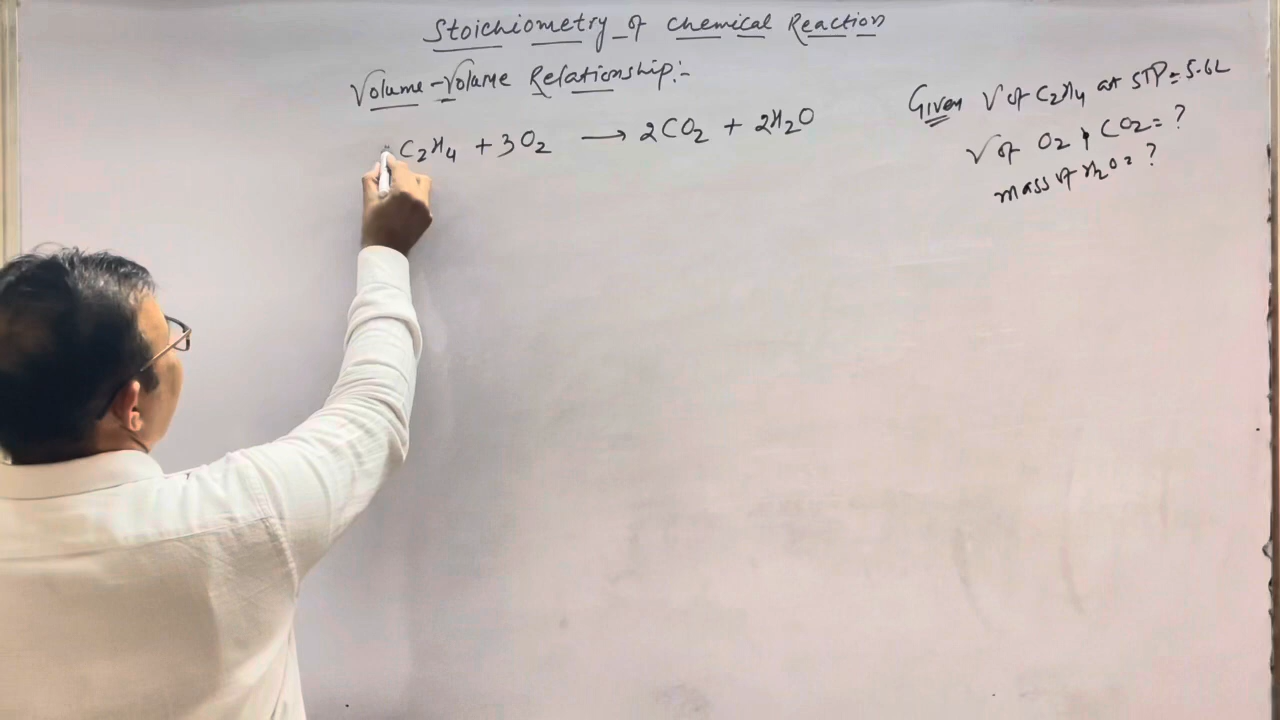 Stoichiometry of Chemical Reaction
Volume-Volume Relationship:-
C2H4 + 3O2 → 2CO2 + 2H2O
Given V of C2H4 at STP = 5.6L
V of O2 & CO2 = ?
mass of H2O = ?